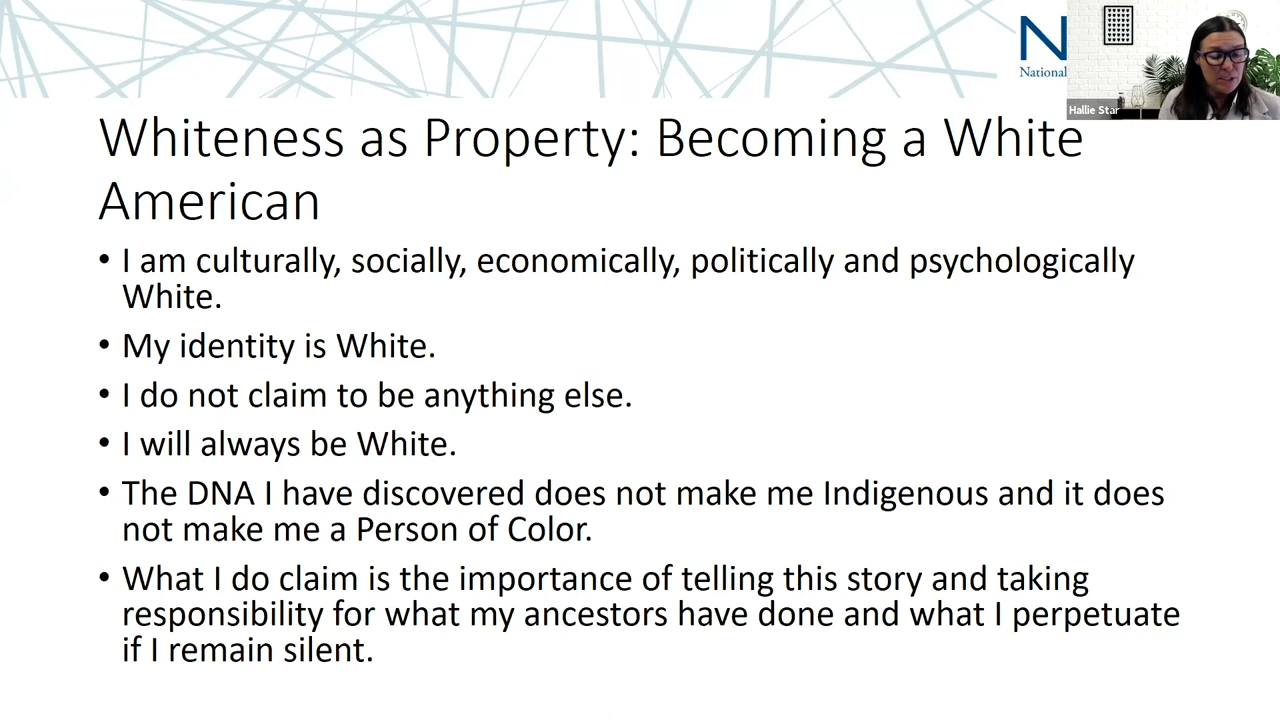 N
National
Hallie Star
Whiteness as Property: Becoming a White
American
• I am culturally, socially, economically, politically and psychologically
White.
• My identity is White.
• I do not claim to be anything else.
• I will always be White.
• The DNA I have discovered does not make me Indigenous and it does
not make me a Person of Color.
• What I do claim is the importance of telling this story and taking
responsibility for what my ancestors have done and what I perpetuate
if I remain silent.